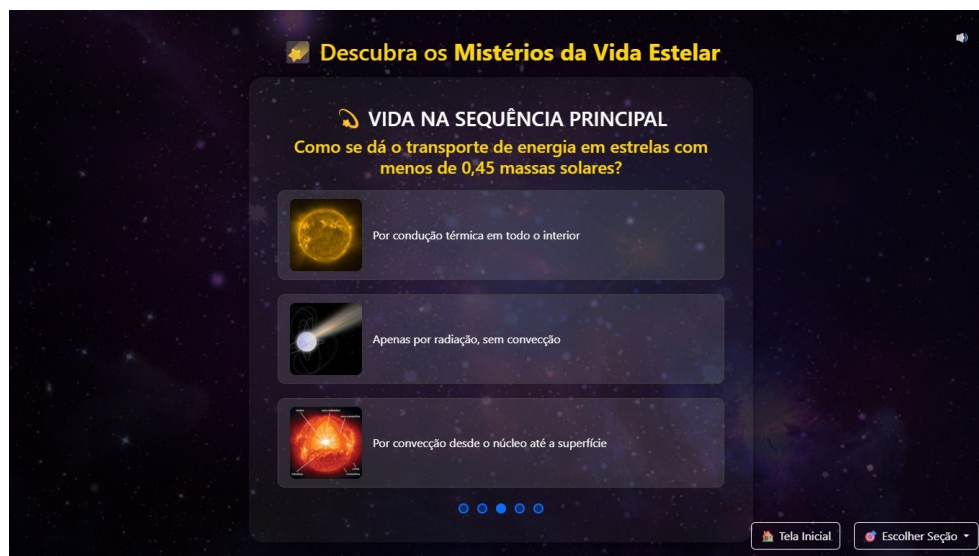 Descubra os Mistérios da Vida Estelar
VIDA NA SEQUÊNCIA PRINCIPAL
Como se dá o transporte de energia em estrelas com
menos de 0,45 massas solares?
Por condução térmica em todo o interior
Apenas por radiação, sem convecção
Por convecção desde o núcleo até a superfície
Tela Inicial
Escolher Seção